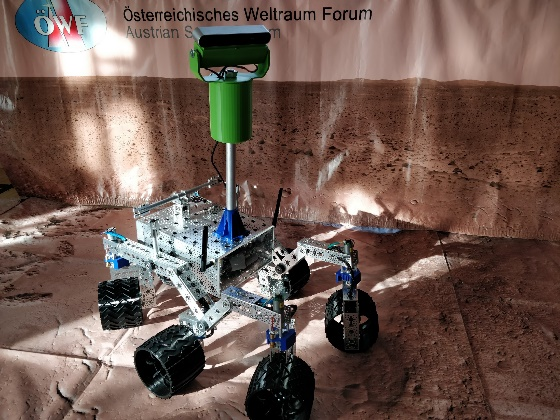 ÖWF
Österreichisches Weltraum Forum
Austrian S m